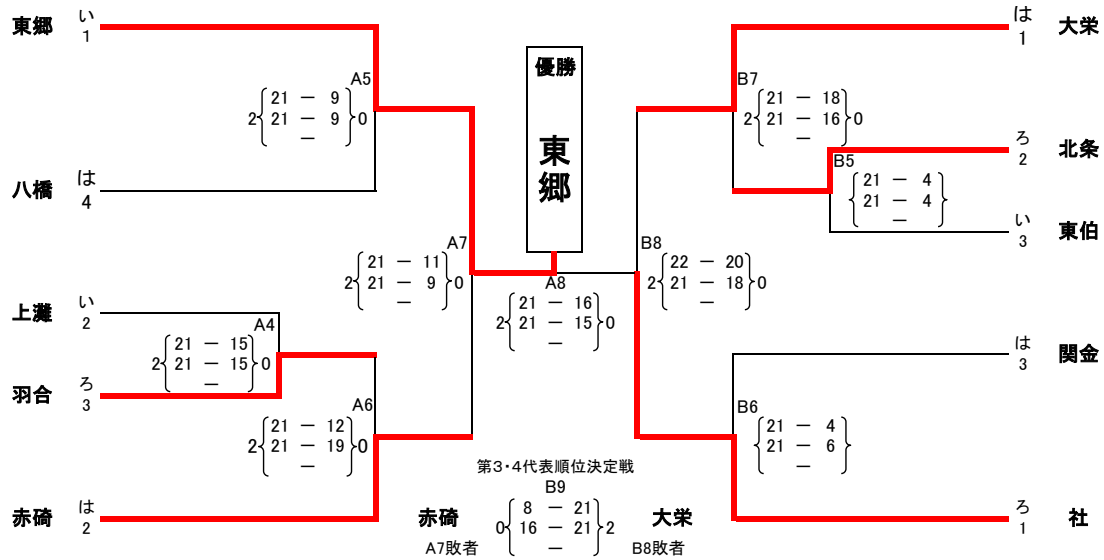 東郷 い 1
八橋 は 4
上灘 い 2
羽合 ろ 3
赤碕 は 2
A5
2 21 － 9 0
21 － 9
－
A4
21 － 15
2 21 － 15 0
－
A6
21 － 12
2 21 － 19 0
－
A7
21 － 11
2 21 － 9 0
－
優勝
東郷
A8
21 － 16
2 21 － 15 0
－
B7
21 － 18
2 21 － 16 0
－
B5
21 － 4
21 － 4
－
B8
22 － 20
2 21 － 18 0
－
B6
21 － 4
21 － 6
－
は 1 大栄
ろ 2 北条
い 3 東伯
は 3 関金
ろ 1 社
第3・4代表順位決定戦
B9
赤碕 8 － 21 大栄
0 16 － 21 2
A7敗者 － B8敗者